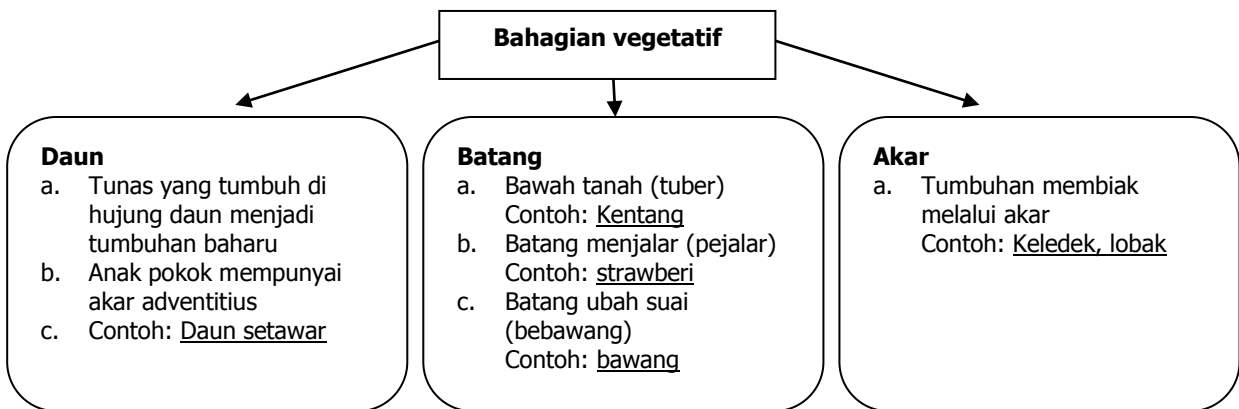 Bahagian vegetatif
Daun
a. Tunas yang tumbuh di
hujung daun menjadi
tumbuhan baharu
b. Anak pokok mempunyai
akar adventitius
c. Contoh: Daun setawar
Batang
a. Bawah tanah (tuber)
Contoh: Kentang
b. Batang menjalar (pejalar)
Contoh: strawberi
c. Batang ubah suai
(bebawang)
Contoh: bawang
Akar
a. Tumbuhan membiak
melalui akar
Contoh: Keledek, lobak